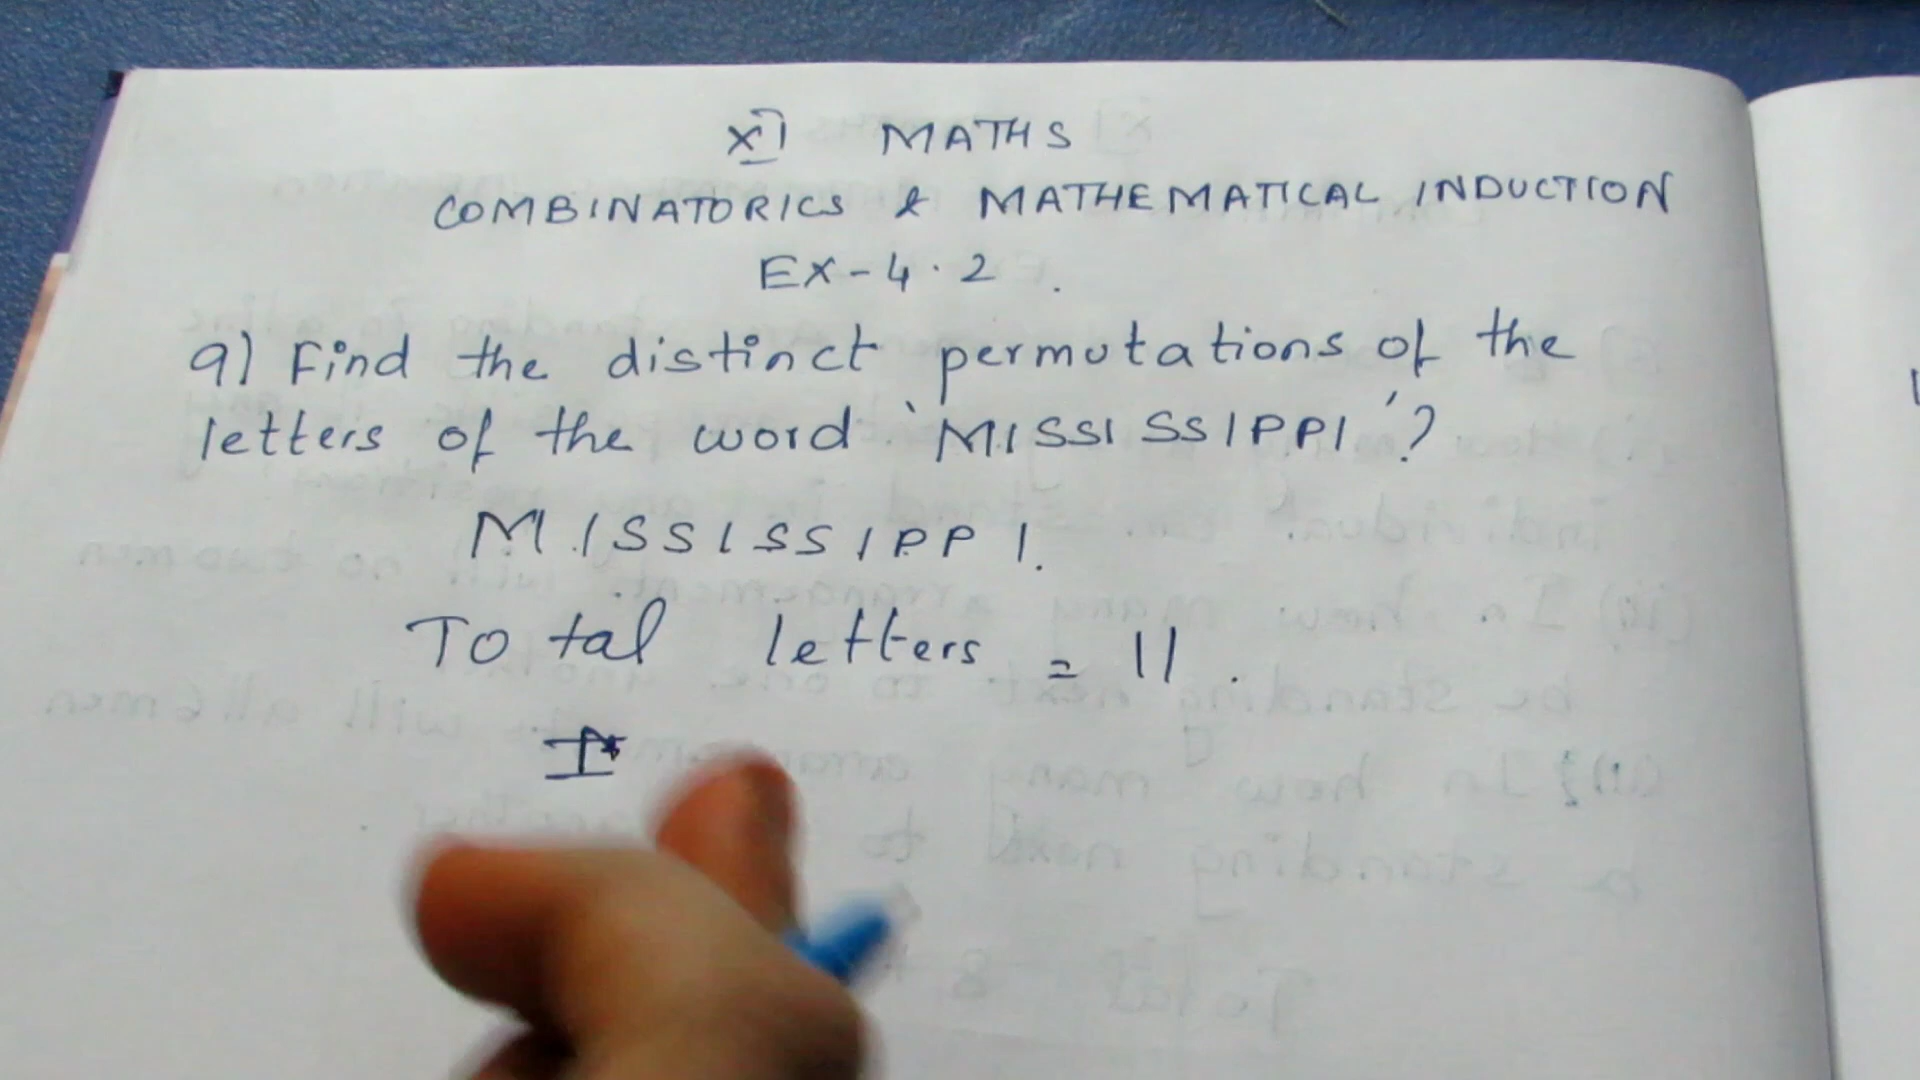 XI MATHS
COMBINATORICS & MATHEMATICAL INDUCTION
EX-4.2.
9) Find the distinct permutations of the
letters of the word 'MISSISSIPPI'?
MISSISSIPPI.
Total letters = 11.
I